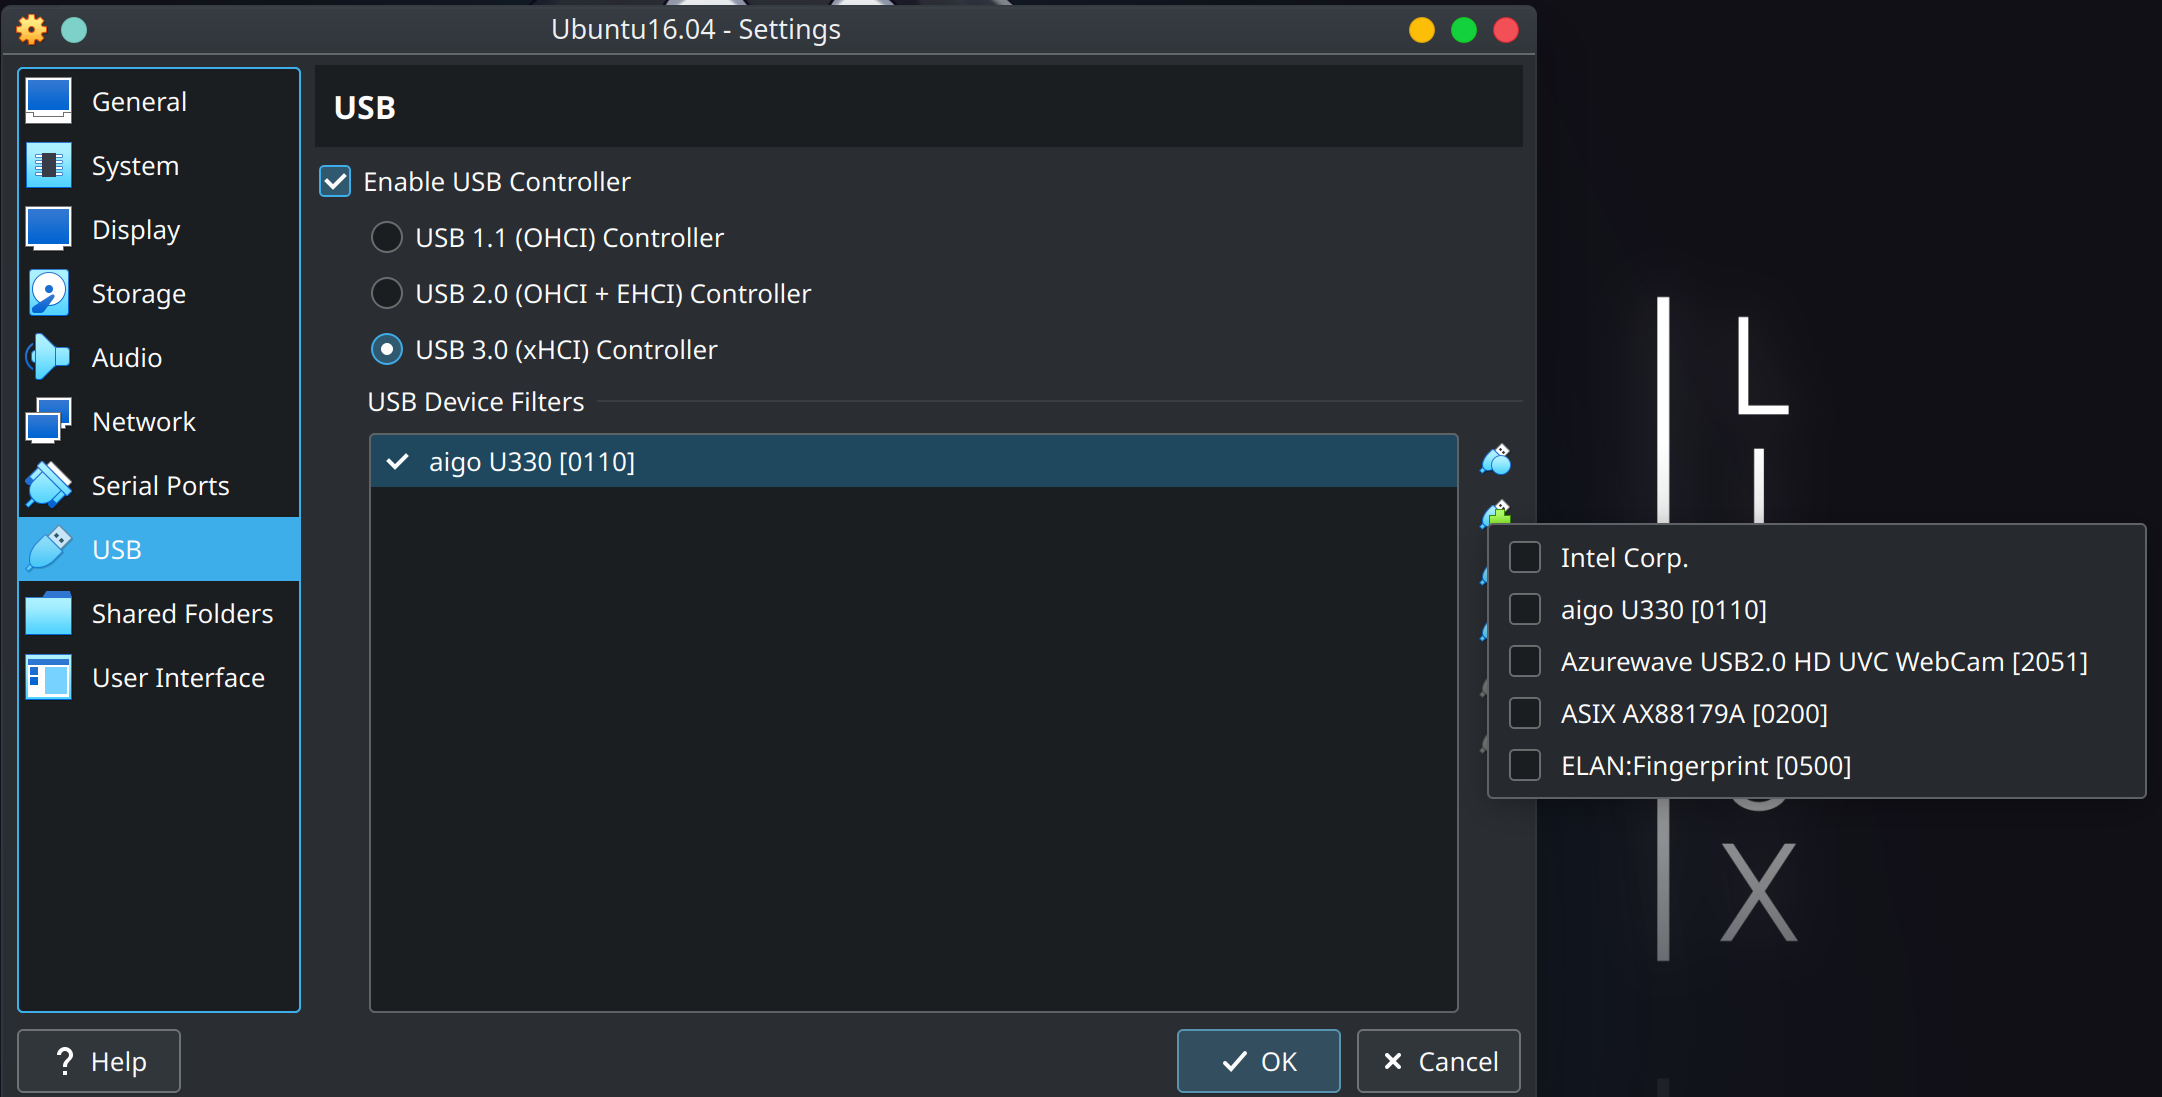 Ubuntu16.04 - Settings
General
System
Display
Storage
Audio
Network
Serial Ports
USB
Shared Folders
User Interface
USB
Enable USB Controller
USB 1.1 (OHCI) Controller
USB 2.0 (OHCI + EHCI) Controller
USB 3.0 (xHCI) Controller
USB Device Filters
aigo U330 [0110]
Intel Corp.
aigo U330 [0110]
Azurewave USB2.0 HD UVC WebCam [2051]
ASIX AX88179A [0200]
ELAN:Fingerprint [0500]
Help
OK
Cancel
L
I
X